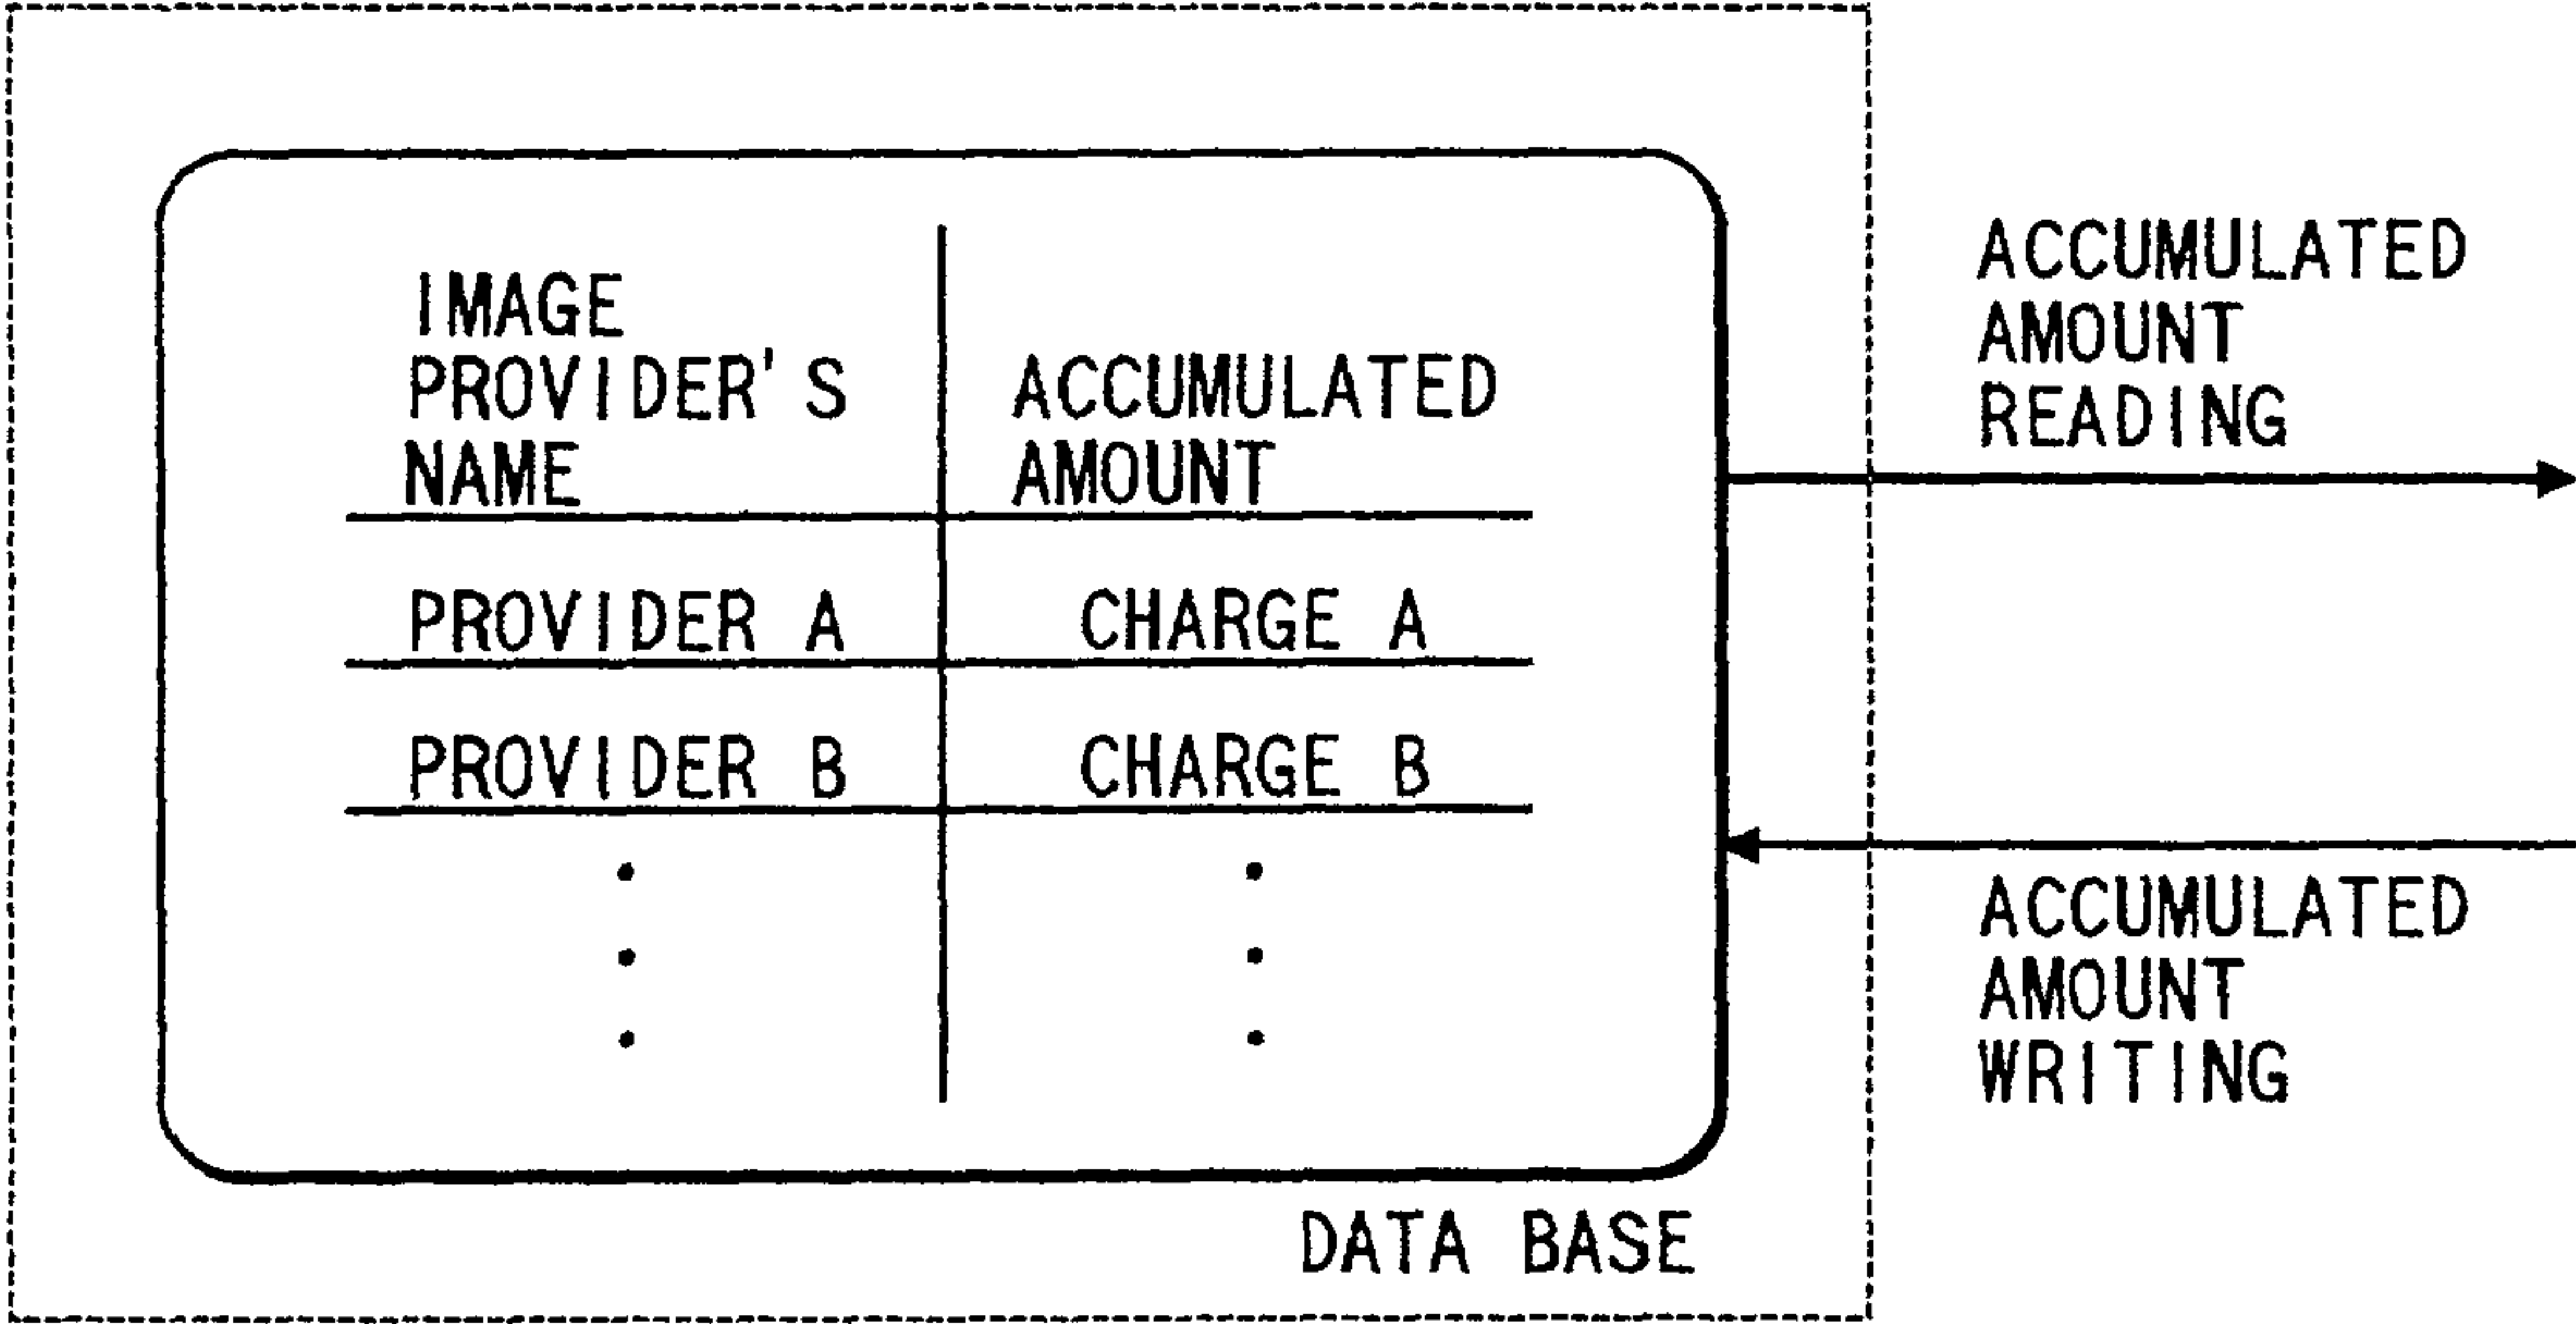 IMAGE
PROVIDER'S
NAME
ACCUMULATED
AMOUNT
PROVIDER A
CHARGE A
PROVIDER B
CHARGE B
DATA BASE
ACCUMULATED
AMOUNT
READING
ACCUMULATED
AMOUNT
WRITING